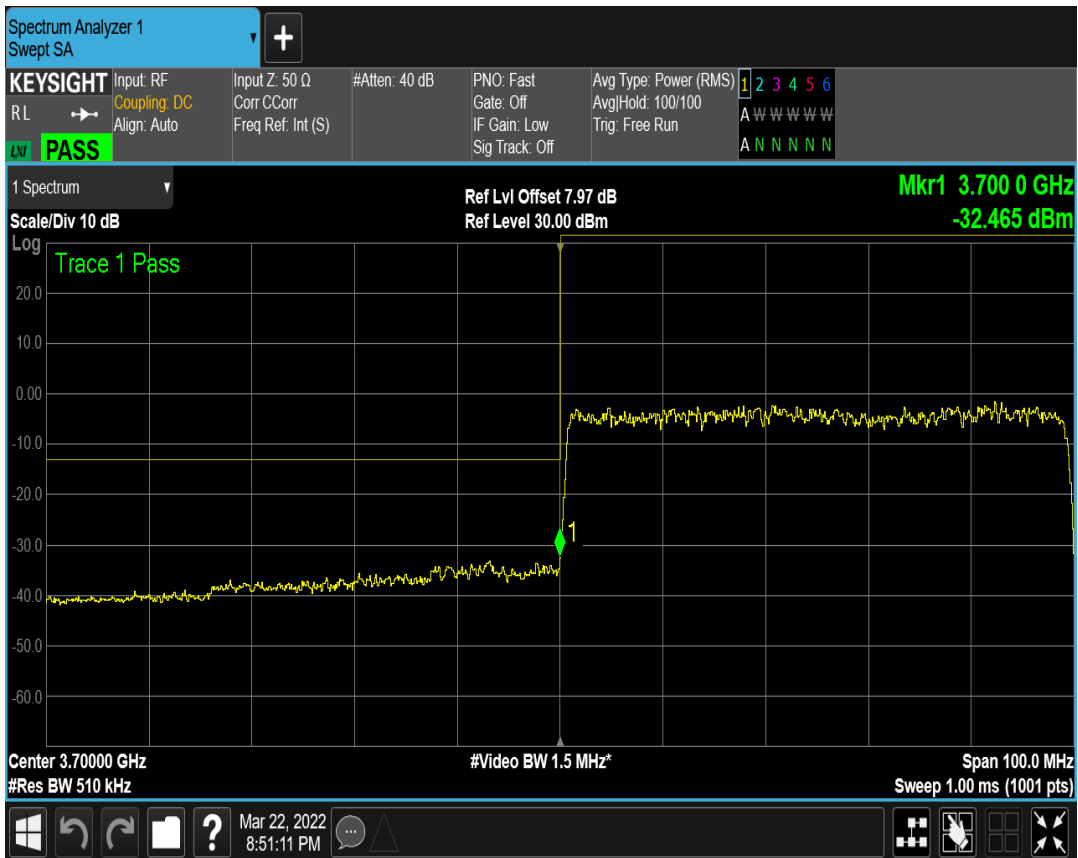 Spectrum Analyzer 1
Swept SA
+
KEYSIGHT
R L
LXI PASS
Input: RF
Coupling: DC
Align: Auto
Input Z: 50 Ω
Corr CCorr
Freq Ref: Int (S)
#Atten: 40 dB
PNO: Fast
Gate: Off
IF Gain: Low
Sig Track: Off
Avg Type: Power (RMS)
Avg|Hold: 100/100
Trig: Free Run
1 2 3 4 5 6
A W W W W W
A N N N N N
1 Spectrum
Scale/Div 10 dB
Ref Lvl Offset 7.97 dB
Ref Level 30.00 dBm
Mkr1 3.700 0 GHz
-32.465 dBm
Log
Trace 1 Pass
20.0
10.0
0.00
-10.0
-20.0
-30.0
-40.0
-50.0
-60.0
1
Center 3.70000 GHz
#Res BW 510 kHz
#Video BW 1.5 MHz*
Span 100.0 MHz
Sweep 1.00 ms (1001 pts)
?
Mar 22, 2022
8:51:11 PM